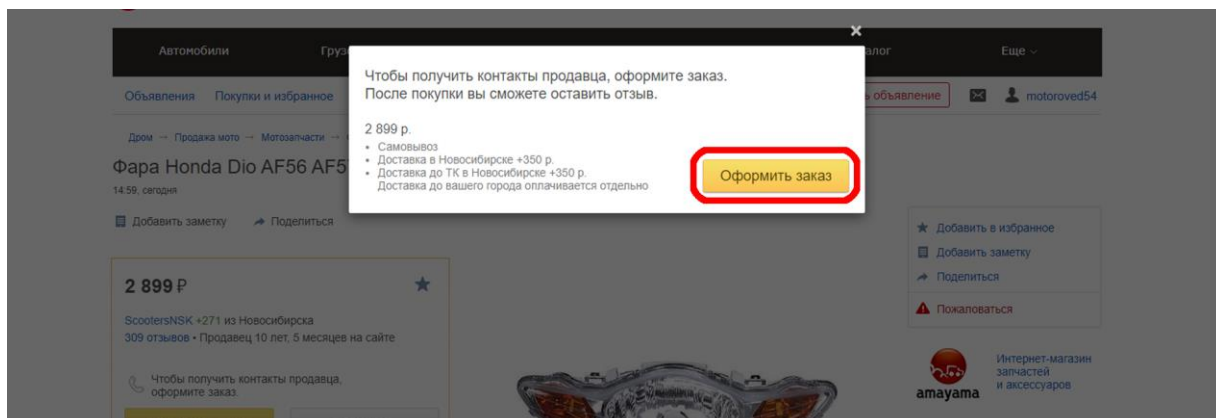 Автомобили
Еще
Объявления Покупки и избранное
объявление motoroved54
Дром → Продажа мото → Мотозапчасти →
Фара Honda Dio AF56
14:59, сегодня
Добавить заметку Поделиться
×
Чтобы получить контакты продавца, оформите заказ.
После покупки вы сможете оставить отзыв.
2 899 р.
• Самовывоз
• Доставка в Новосибирске +350 р.
• Доставка до ТК в Новосибирске +350 р.
Доставка до вашего города оплачивается отдельно
Оформить заказ
2 899 ₽
ScootersNSK +271 из Новосибирска
309 отзывов • Продавец 10 лет, 5 месяцев на сайте
Чтобы получить контакты продавца,
оформите заказ
Добавить в избранное
Добавить заметку
Поделиться
Пожаловаться
amayama
Интернет-магазин
запчастей
и аксессуаров